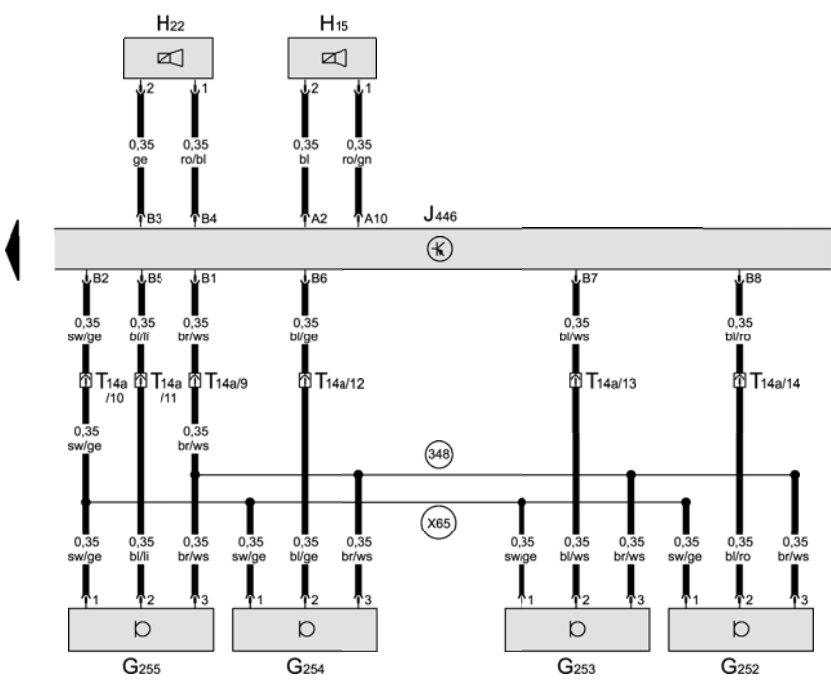 H22 H15
2 1 2 1
0,35 0,35 0,35 0,35
ge ro/bl bl ro/gn
B3 B4 A2 A10 J446
B2 B5 B1 B6 B7 B8
0,35 0,35 0,35 0,35 0,35 0,35
sw/ge bl/li br/ws bl/ge bl/ws bl/ro
T14a/10 T14a/11 T14a/9 T14a/12 T14a/13 T14a/14
0,35 0,35
sw/ge br/ws
348
X65
0,35 0,35 0,35 0,35 0,35 0,35 0,35 0,35 0,35 0,35 0,35 0,35
sw/ge bl/li br/ws sw/ge bl/ge br/ws sw/ge bl/ws br/ws sw/ge bl/ro br/ws
1 2 3 1 2 3 1 2 3 1 2 3
G255 G254 G253 G252